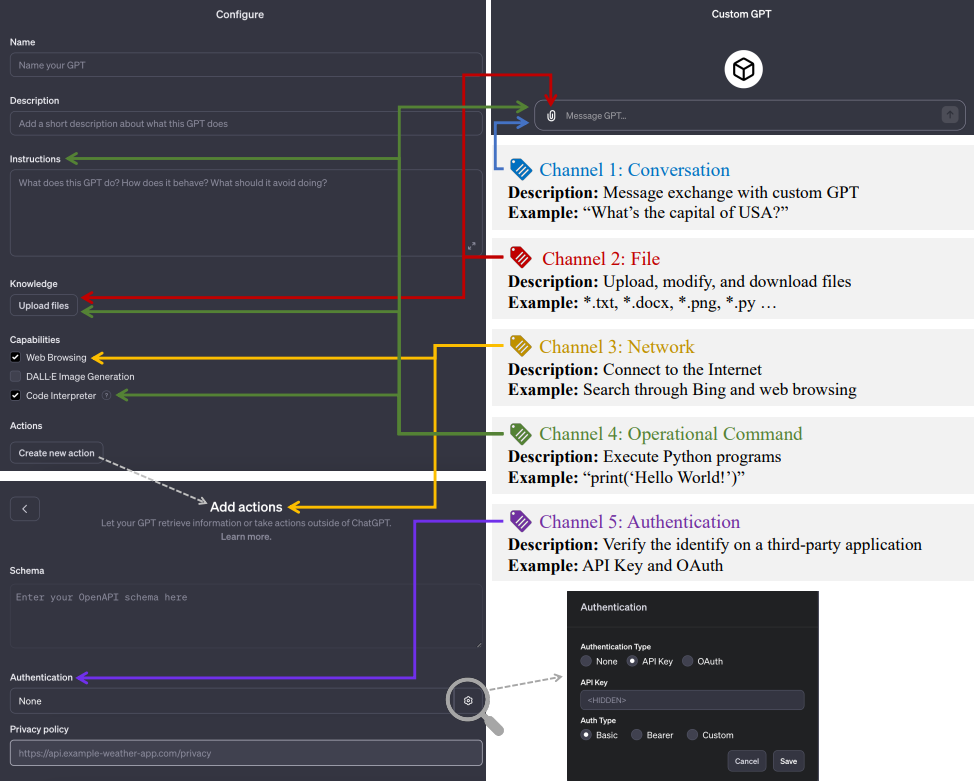 Configure
Name
Name your GPT
Description
Add a short description about what this GPT does
Instructions
What does this GPT do? How does it behave? What should it avoid doing?
Knowledge
Upload files
Capabilities
Web Browsing
DALL·E Image Generation
Code Interpreter ?
Actions
Create new action
Add actions
Let your GPT retrieve information or take actions outside of ChatGPT.
Learn more.
Schema
Enter your OpenAPI schema here
Authentication
None
Privacy policy
https://api.example-weather-app.com/privacy
Custom GPT
Message GPT...
Channel 1: Conversation
Description: Message exchange with custom GPT
Example: “What’s the capital of USA?”
Channel 2: File
Description: Upload, modify, and download files
Example: *.txt, *.docx, *.png, *.py …
Channel 3: Network
Description: Connect to the Internet
Example: Search through Bing and web browsing
Channel 4: Operational Command
Description: Execute Python programs
Example: “print(‘Hello World!’)”
Channel 5: Authentication
Description: Verify the identify on a third-party application
Example: API Key and OAuth
Authentication
Authentication Type
None API Key OAuth
API Key
<HIDDEN>
Auth Type
Basic Bearer Custom
Cancel Save